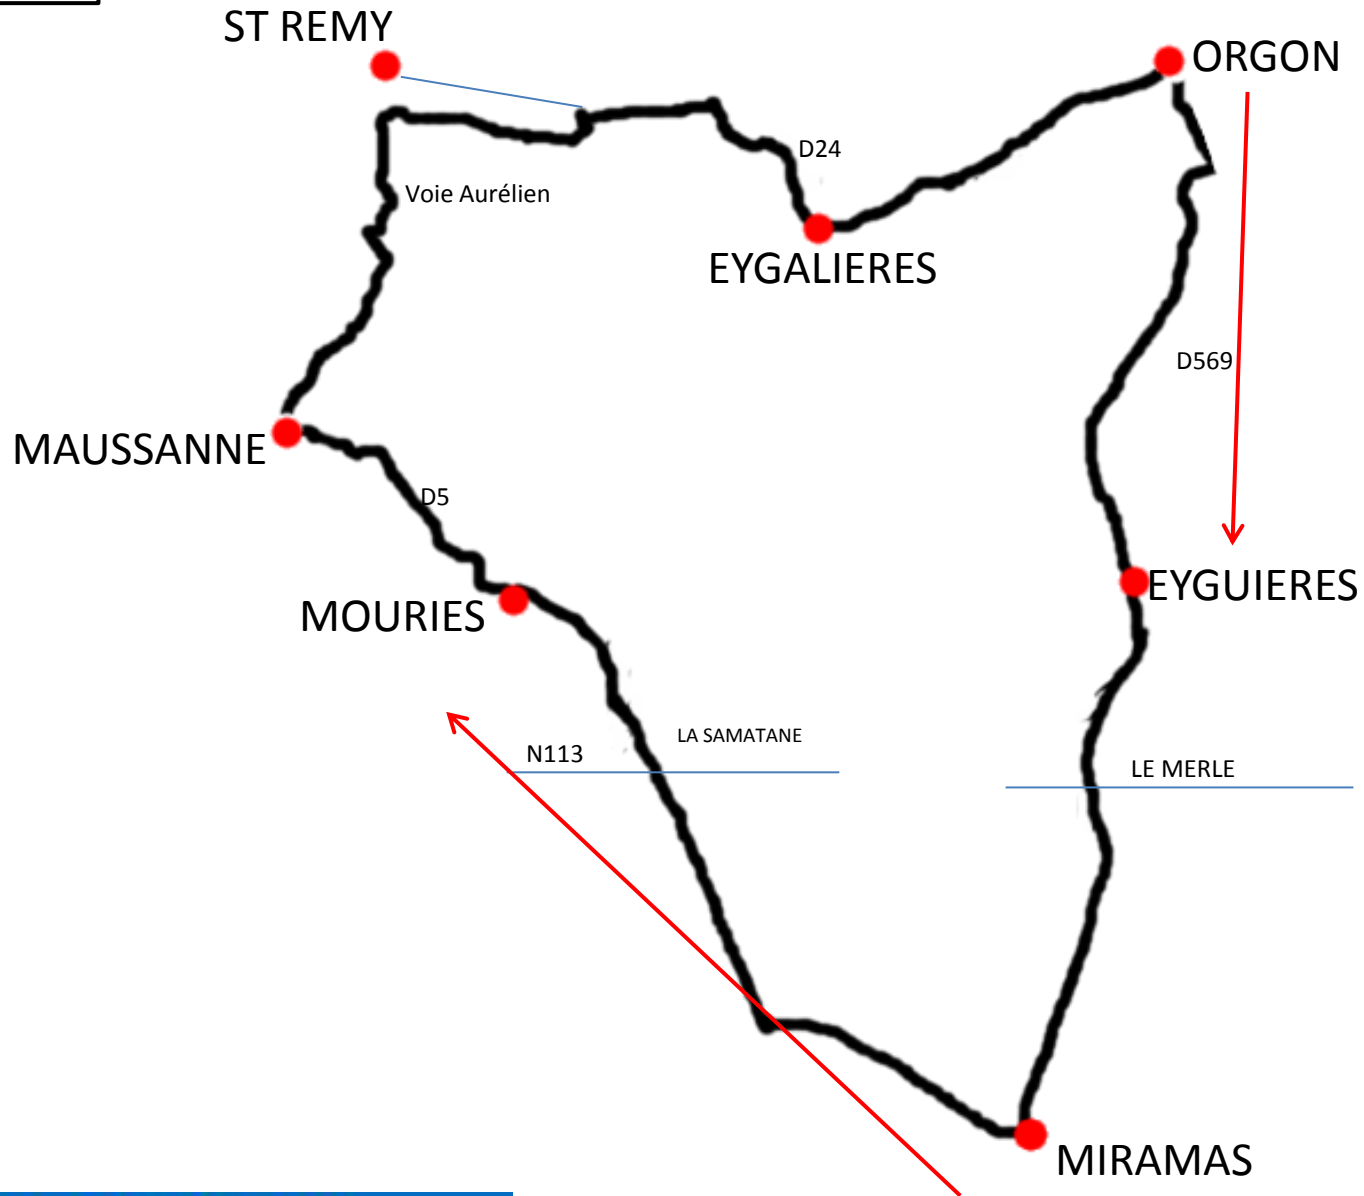 ST REMY
ORGON
D24
Voie Aurélien
EYGALIERES
D569
MAUSSANNE
D5
EYGUIERES
MOURIES
LA SAMATANE
N113
LE MERLE
MIRAMAS